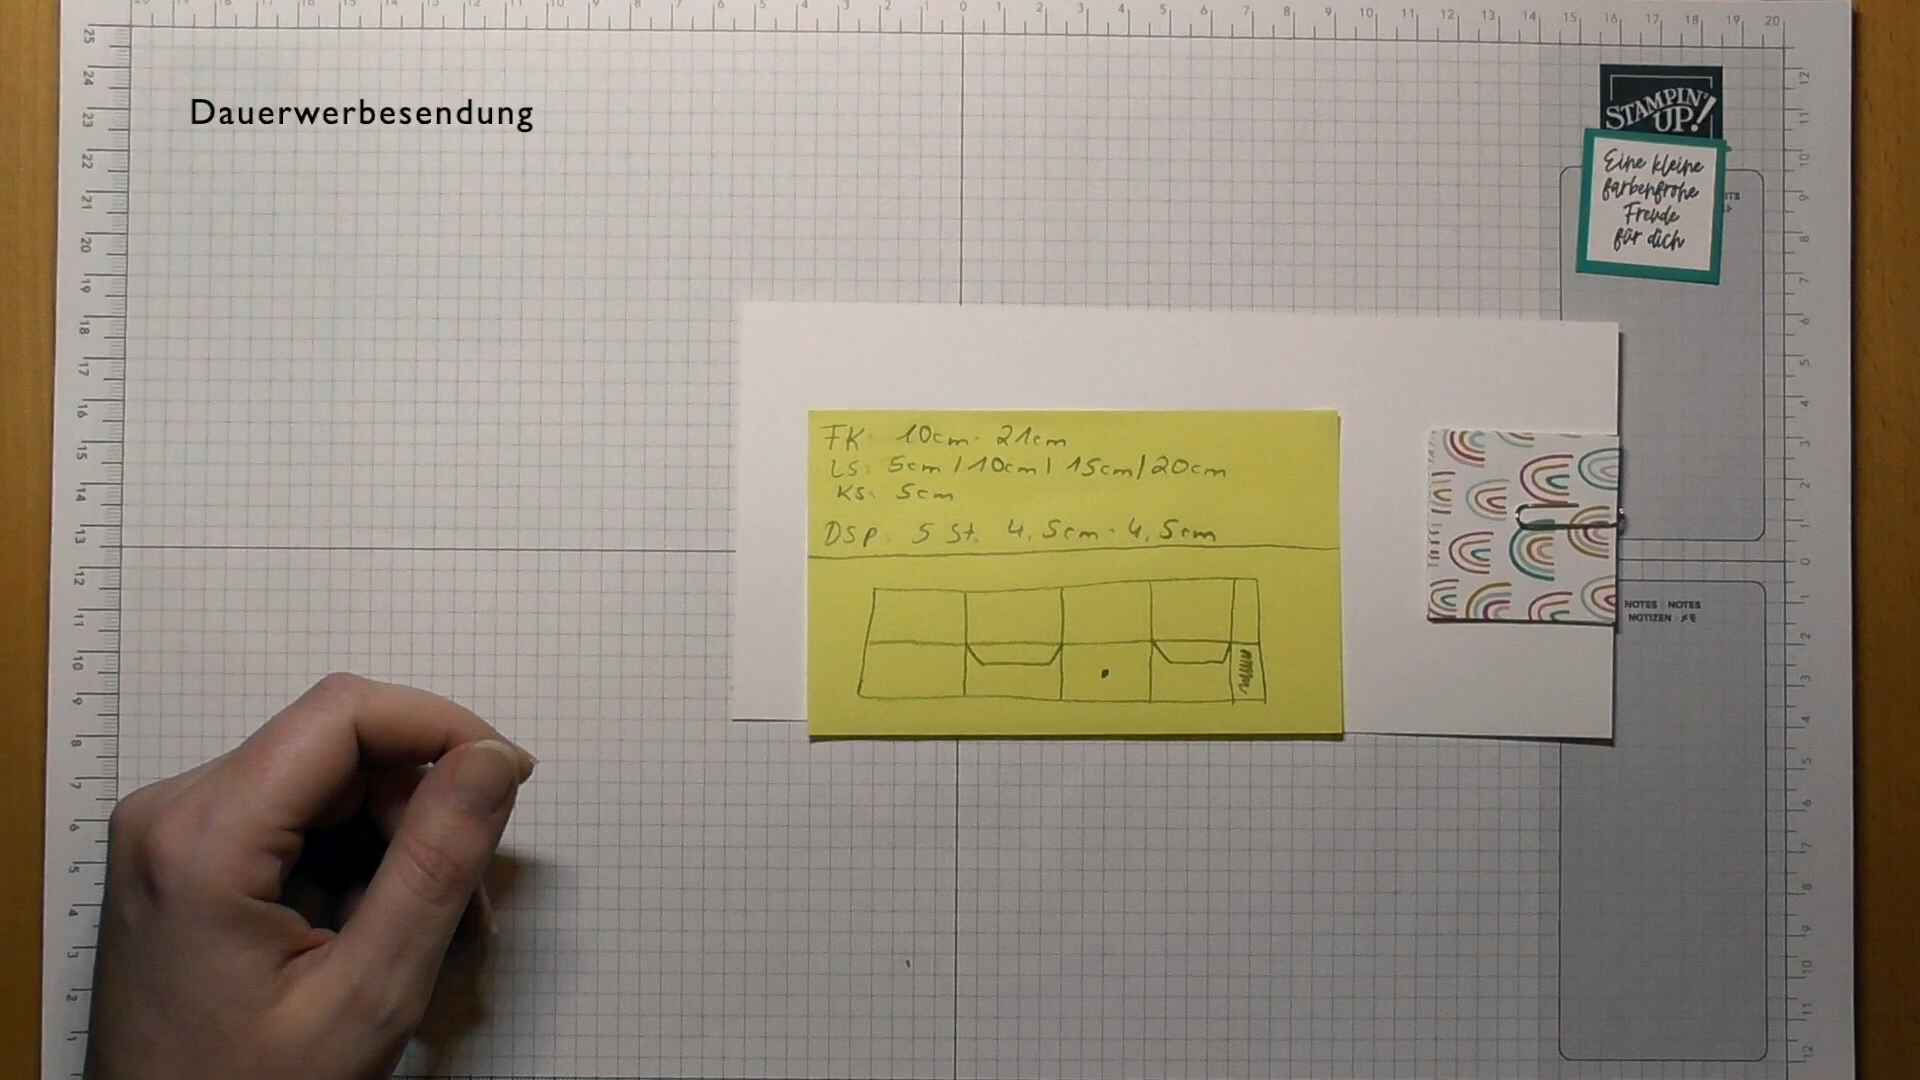 Dauerwerbesendung
STAMPIN'
UP!
Eine kleine
farbenfrohe
Freude
für dich
FK: 10cm · 21cm
LS: 5cm / 10cm / 15cm / 20cm
KS: 5cm
DSP: 5 St. 4,5cm · 4,5cm
NOTES · NOTES
NOTIZEN ·